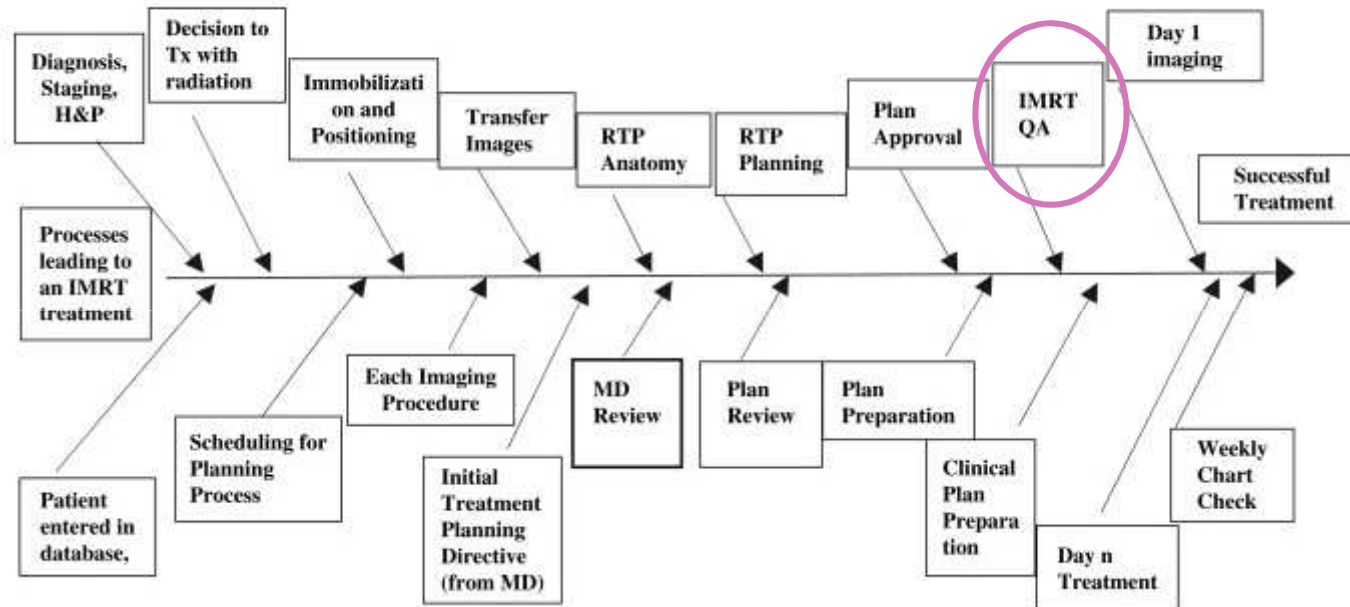 Diagnosis,
Staging,
H&P
Decision to
Tx with
radiation
Immobilizati
on and
Positioning
Transfer
Images
RTP
Anatomy
RTP
Planning
Plan
Approval
IMRT
QA
Day 1
imaging
Successful
Treatment
Processes
leading to
an IMRT
treatment
Patient
entered in
database,
Scheduling for
Planning
Process
Each Imaging
Procedure
Initial
Treatment
Planning
Directive
(from MD)
MD
Review
Plan
Review
Plan
Preparation
Clinical
Plan
Prepara
tion
Day n
Treatment
Weekly
Chart
Check